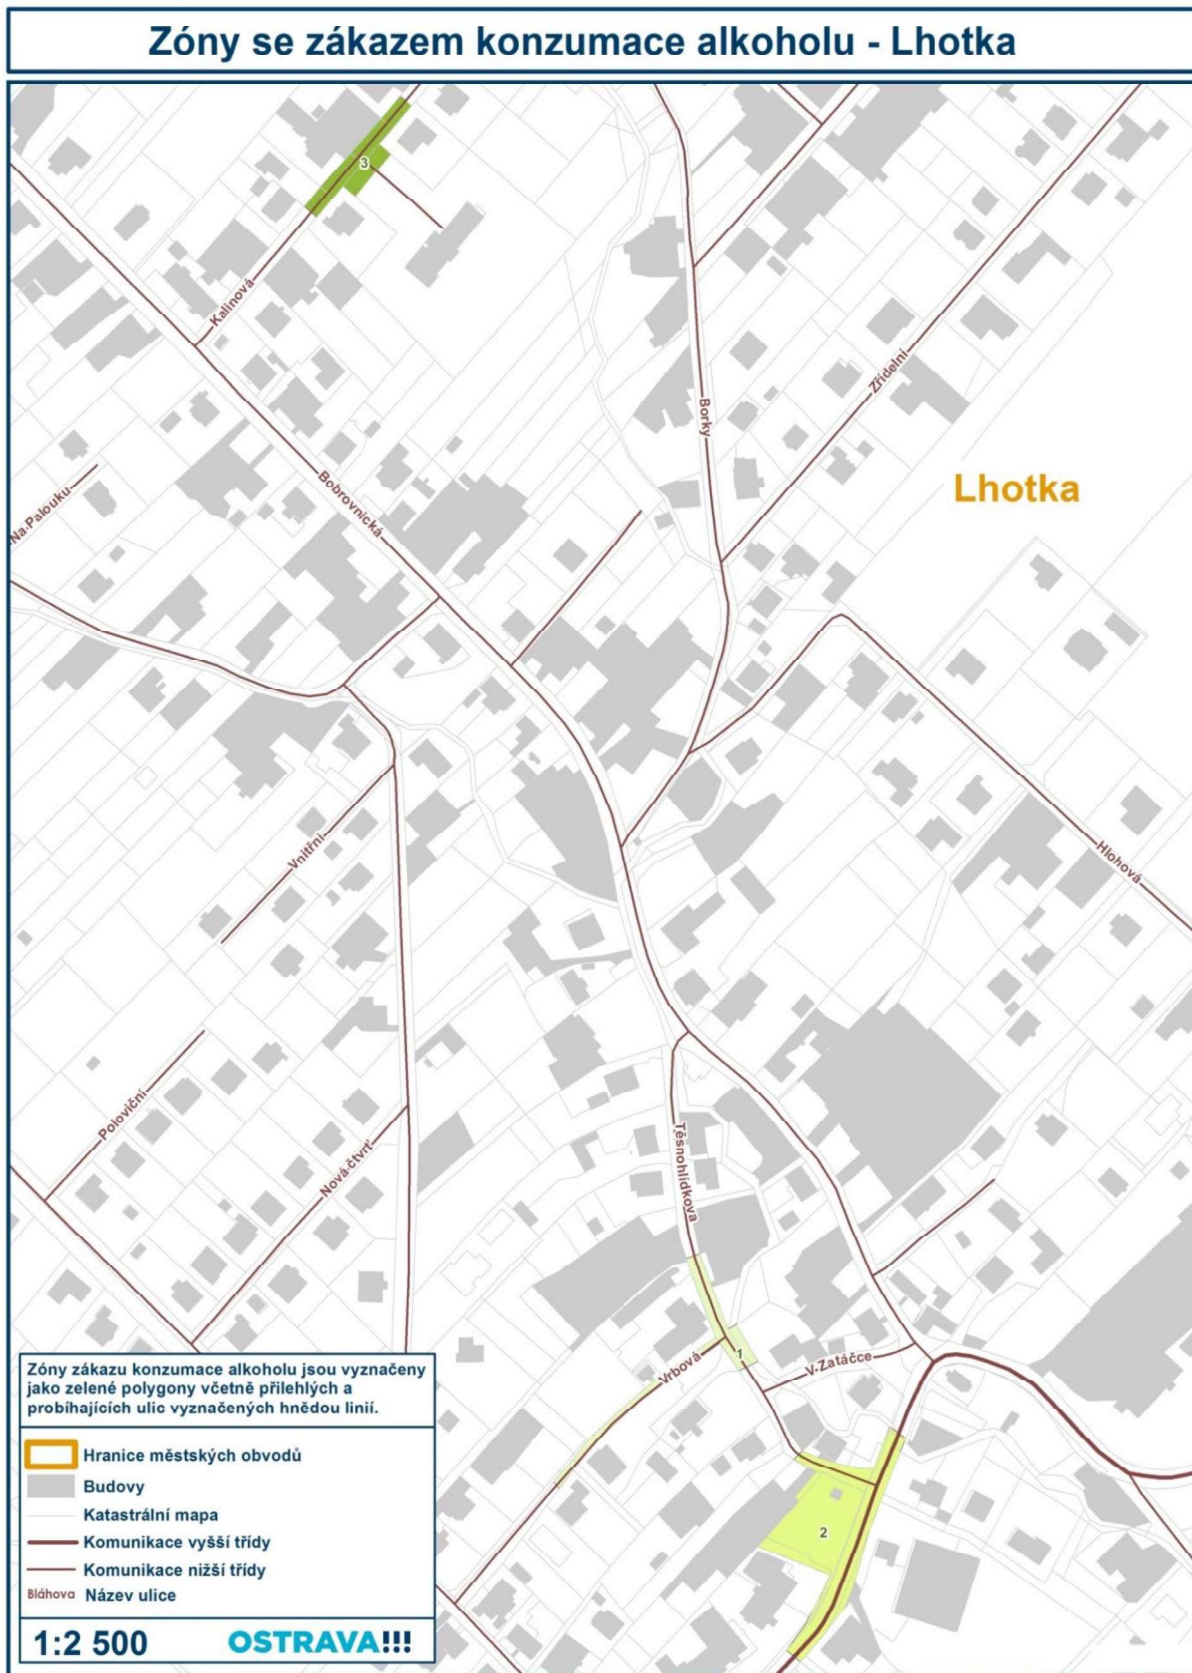 Zóny se zákazem konzumace alkoholu - Lhotka
3
Kalinová
Zřídelní
Borky
Lhotka
Bobrovnická
Na Palouku
Vnitřní
Hlohová
Poloviční
Nová čtvrť
Těsnohlídkova
1
V Zatáčce
Vrbová
2
Zóny zákazu konzumace alkoholu jsou vyznačeny
jako zelené polygony včetně přilehlých a
probíhajících ulic vyznačených hnědou linií.
Hranice městských obvodů
Budovy
Katastrální mapa
Komunikace vyšší třídy
Komunikace nižší třídy
Bláhova Název ulice
1:2 500 OSTRAVA!!!